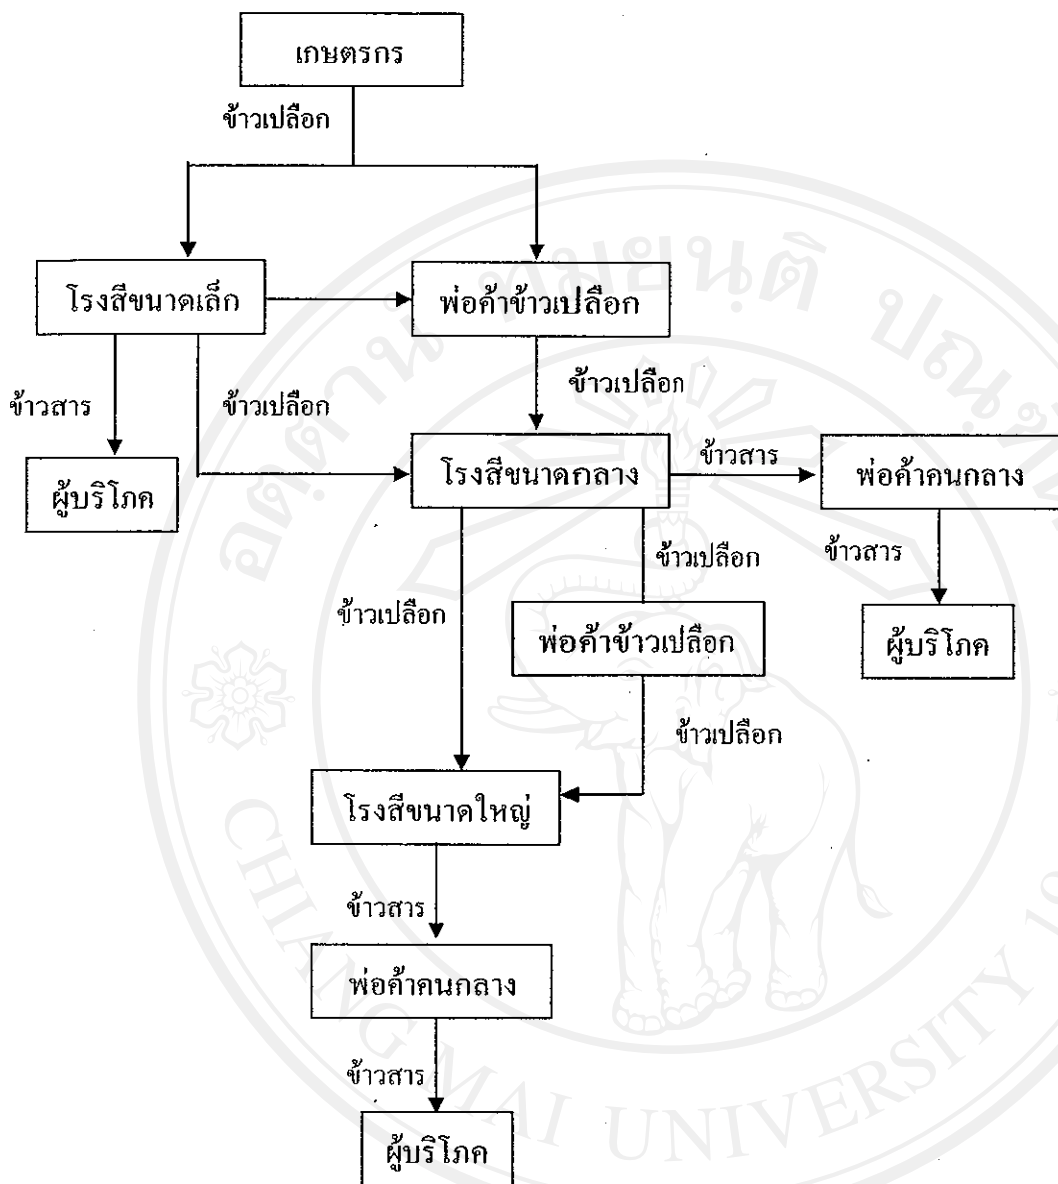 เกษตรกร
ข้าวเปลือก
โรงสีขนาดเล็ก
พ่อค้าข้าวเปลือก
ข้าวสาร
ข้าวเปลือก
ข้าวเปลือก
ผู้บริโภค
โรงสีขนาดกลาง
ข้าวสาร
พ่อค้าคนกลาง
ข้าวเปลือก
ข้าวเปลือก
ข้าวสาร
พ่อค้าข้าวเปลือก
ผู้บริโภค
ข้าวเปลือก
โรงสีขนาดใหญ่
ข้าวสาร
พ่อค้าคนกลาง
ข้าวสาร
ผู้บริโภค
CHIANG MAI UNIVERSITY